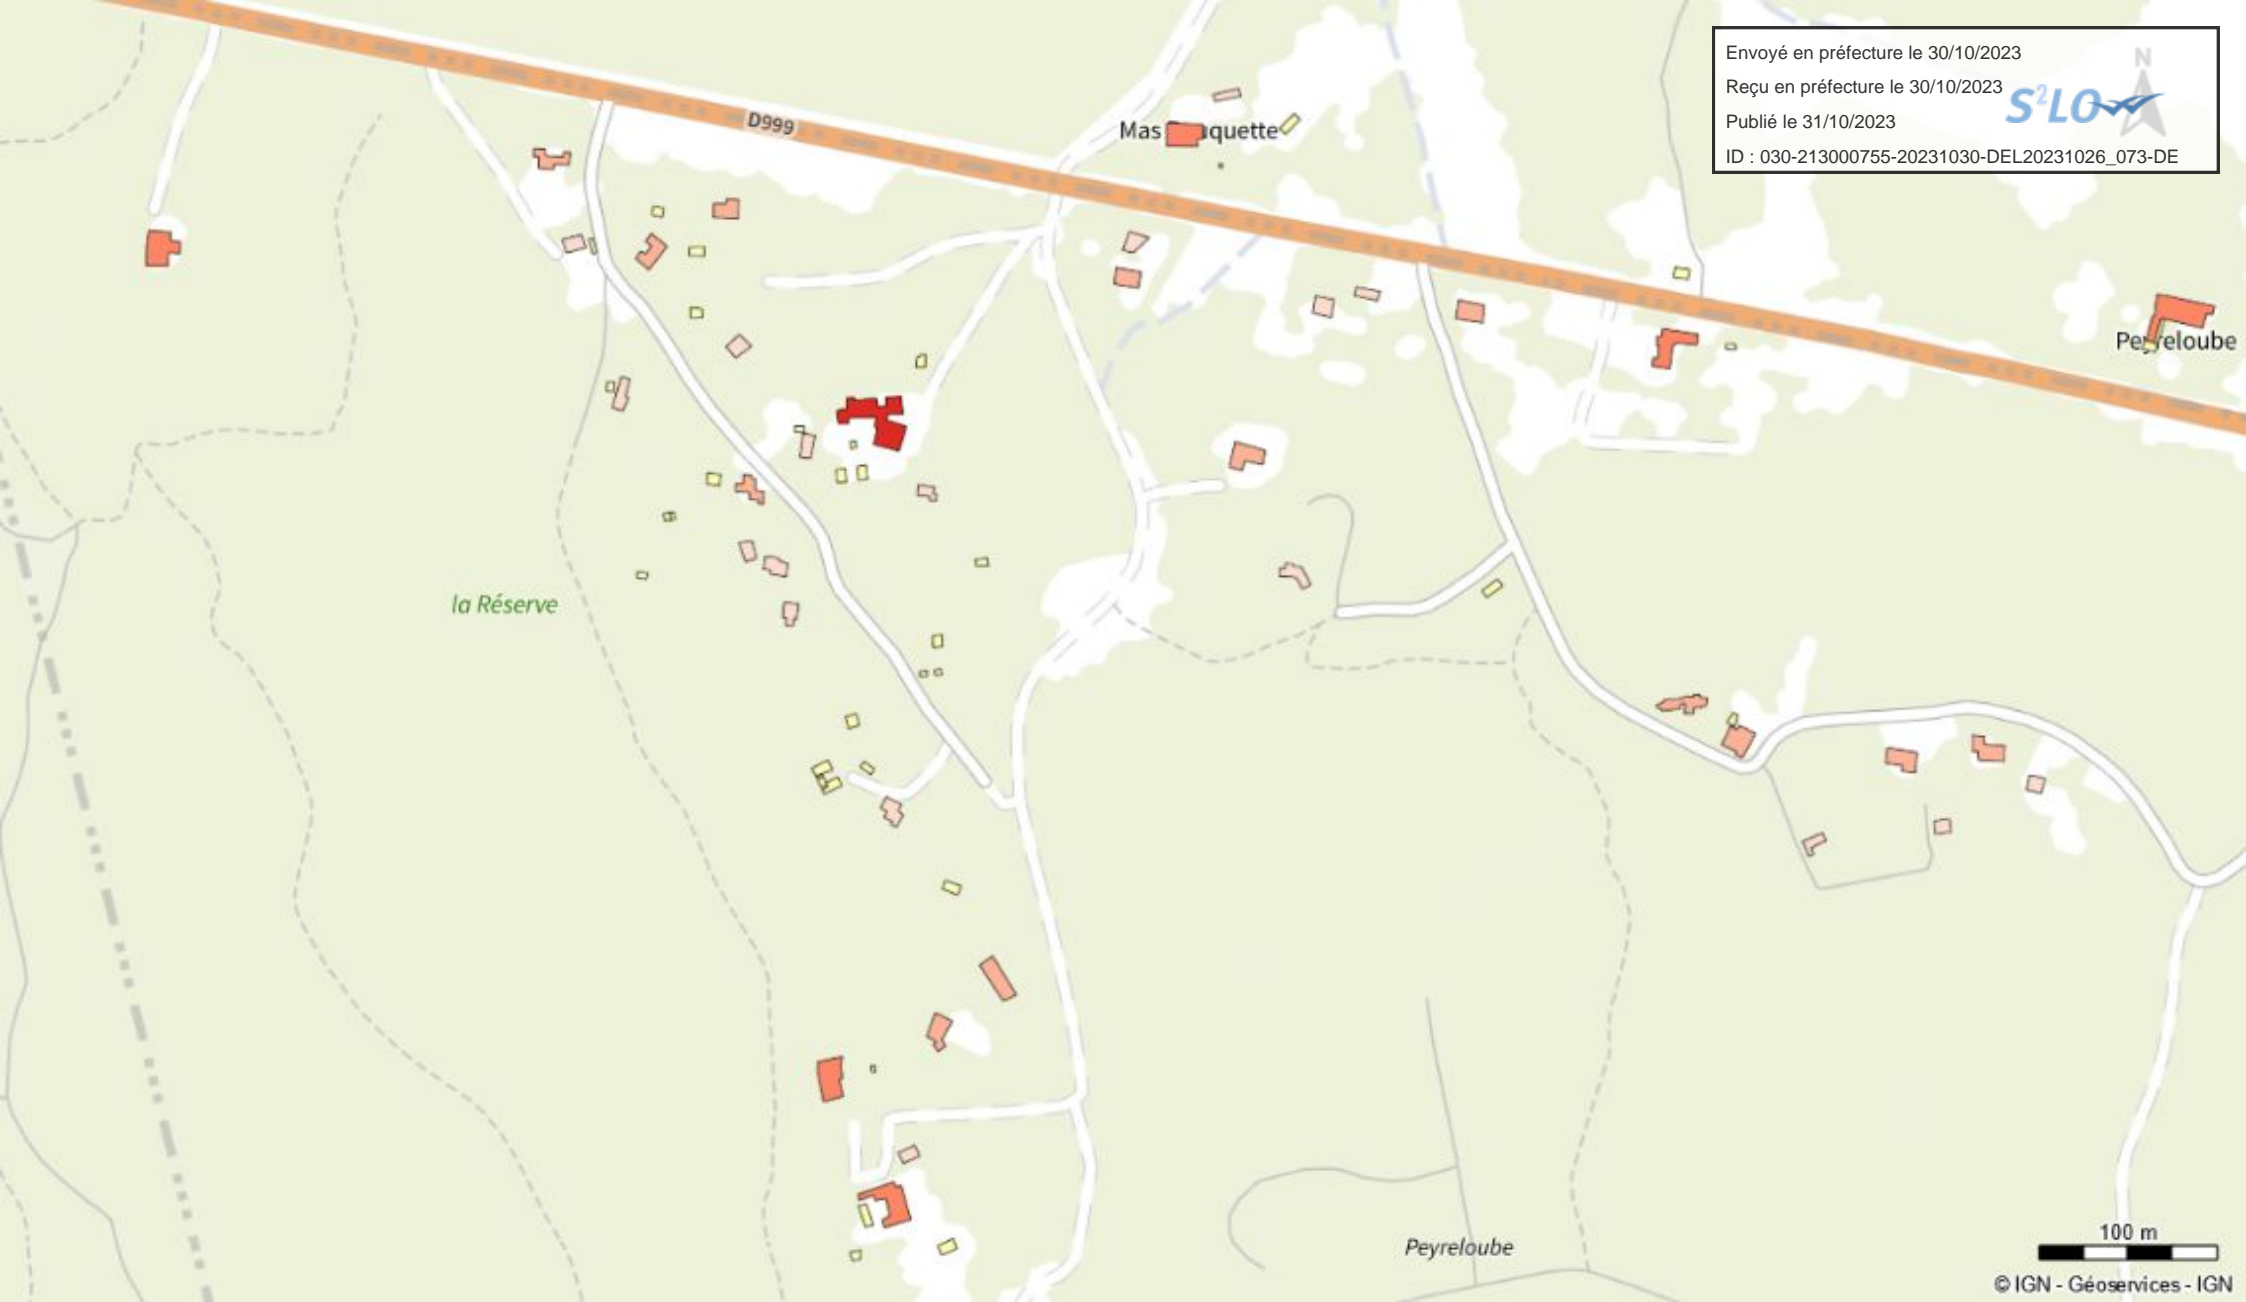 Envoyé en préfecture le 30/10/2023
Reçu en préfecture le 30/10/2023
Publié le 31/10/2023
S²LO
ID : 030-213000755-20231030-DEL20231026_073-DE
N
D999
Mas
quette
Peyreloube
la Réserve
Peyreloube
100 m
© IGN - Géoservices - IGN